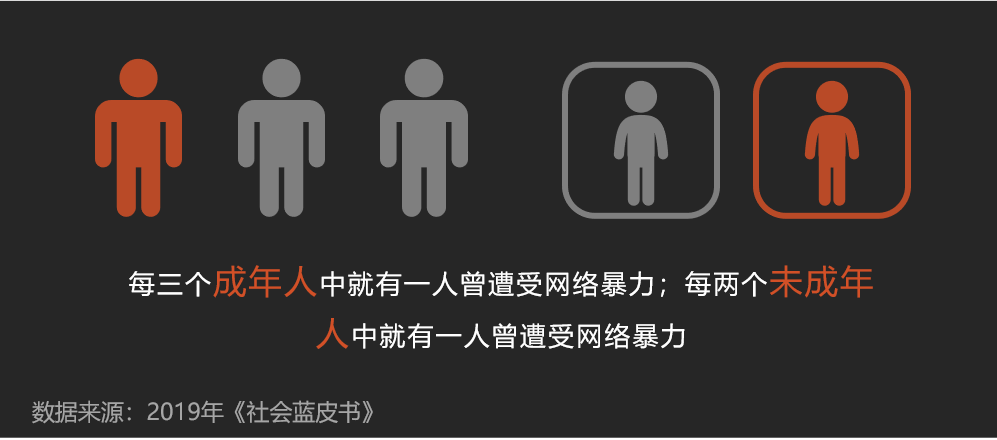 每三个成年人中就有一人曾遭受网络暴力；每两个未成年
人中就有一人曾遭受网络暴力
数据来源：2019年《社会蓝皮书》